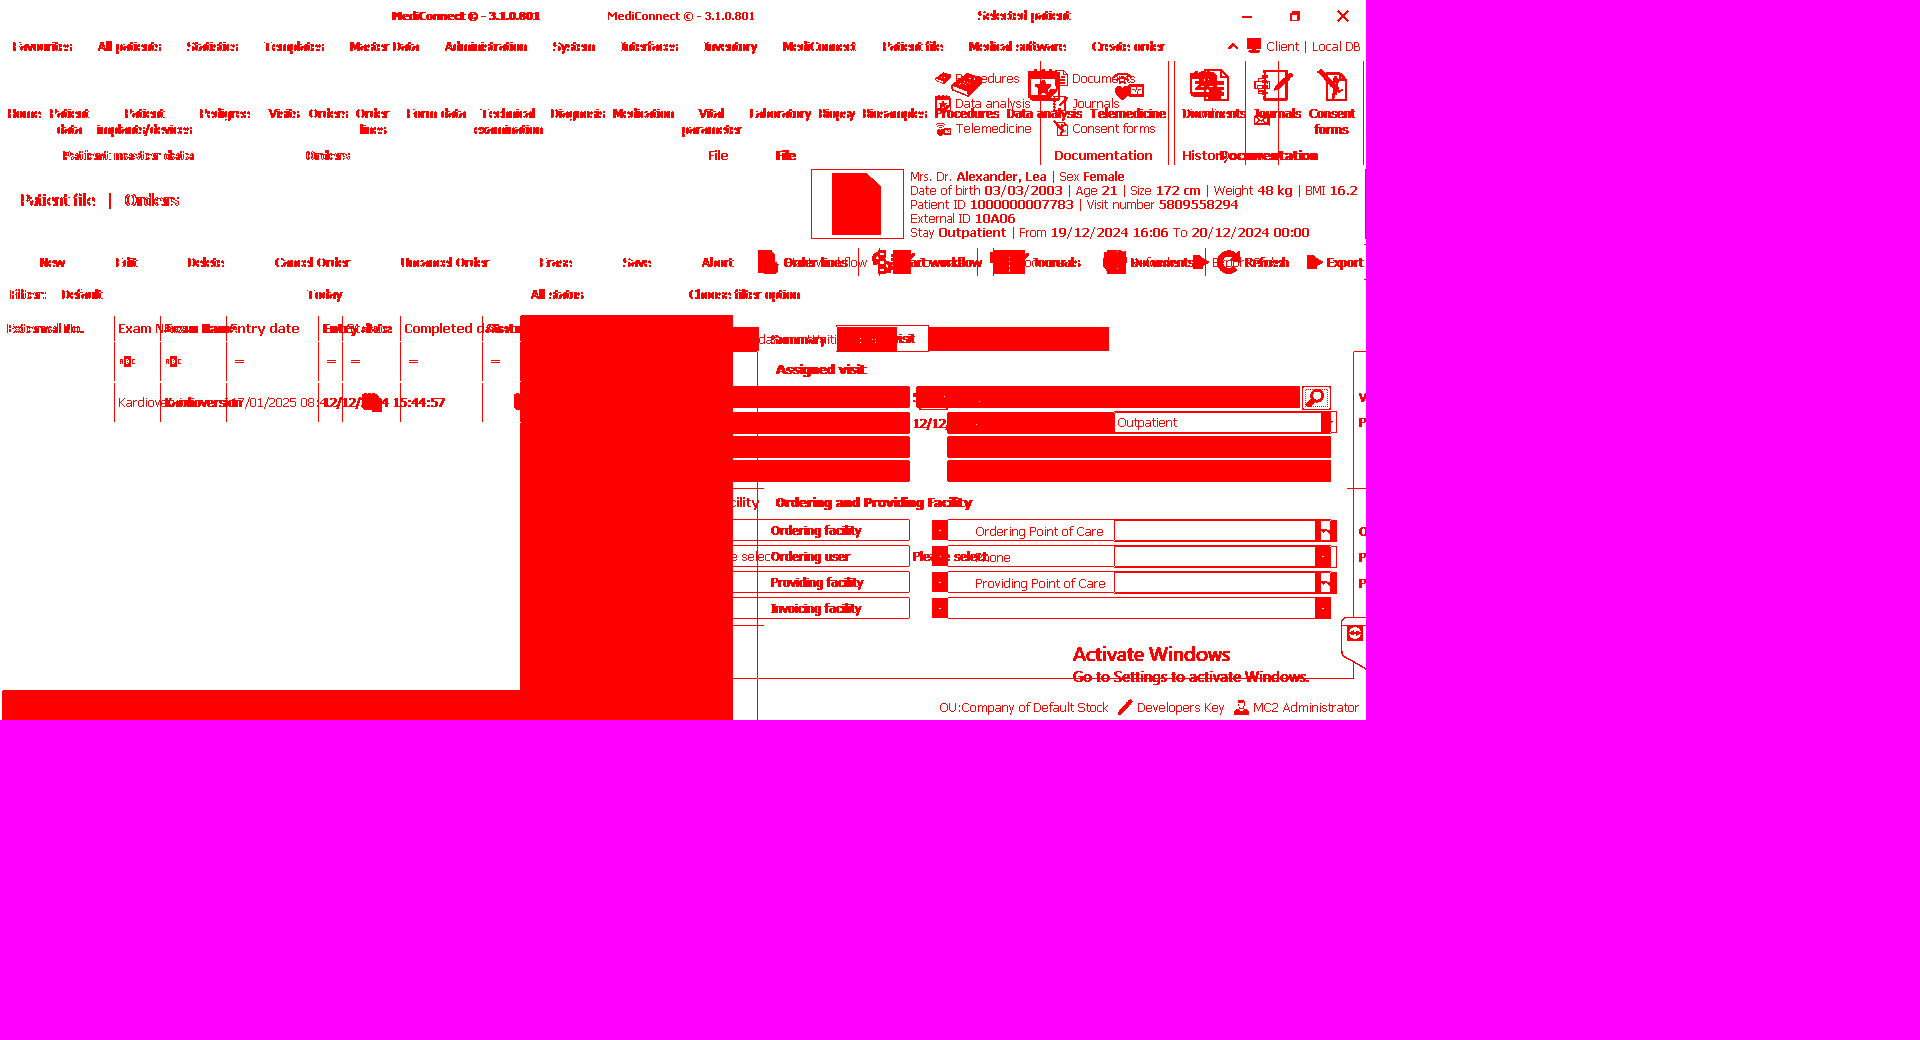 MediConnect © - 3.1.0.801 MediConnect © - 3.1.0.801 Selected patient
Favourites All patients Statistics Templates Master Data Administration System Interfaces Inventory MediConnect Patient file Medical software Create order Client | Local DB
Procedures Documents
Data analysis Journals
Telemedicine Consent forms
Home Patient data Patient implants/devices Pedigree Visits Orders Order lines Form data Technical examination Diagnosis Medication Vital parameter Laboratory Biopsy Biosamples Procedures Data analysis Telemedicine Documents Journals Consent forms
Patient master data Orders File File Documentation History Documentation
Mrs. Dr. Alexander, Lea | Sex Female
Date of birth 03/03/2003 | Age 21 | Size 172 cm | Weight 48 kg | BMI 16.2
Patient file | Orders
Patient ID 1000000007783 | Visit number 5809558294
External ID 10A06
Stay Outpatient | From 19/12/2024 16:06 To 20/12/2024 00:00
New Edit Delete Cancel Order Uncancel Order Erase Save Abort Order lines workflow Journals Documents Refresh Export
Filter: Default Today All status Choose filter option
Exam Entry date Entry date Completed
Summary visit
= = = = =
Assigned visit
Kardioversion 17/01/2025 08:4 12/12/ 4 15:44:57
12/12/ Outpatient
Ordering and Providing Facility
Ordering facility Ordering Point of Care
Ordering user Please select
Providing facility Providing Point of Care
Invoicing facility
Activate Windows
Go to Settings to activate Windows.
OU:Company of Default Stock Developers Key MC2 Administrator